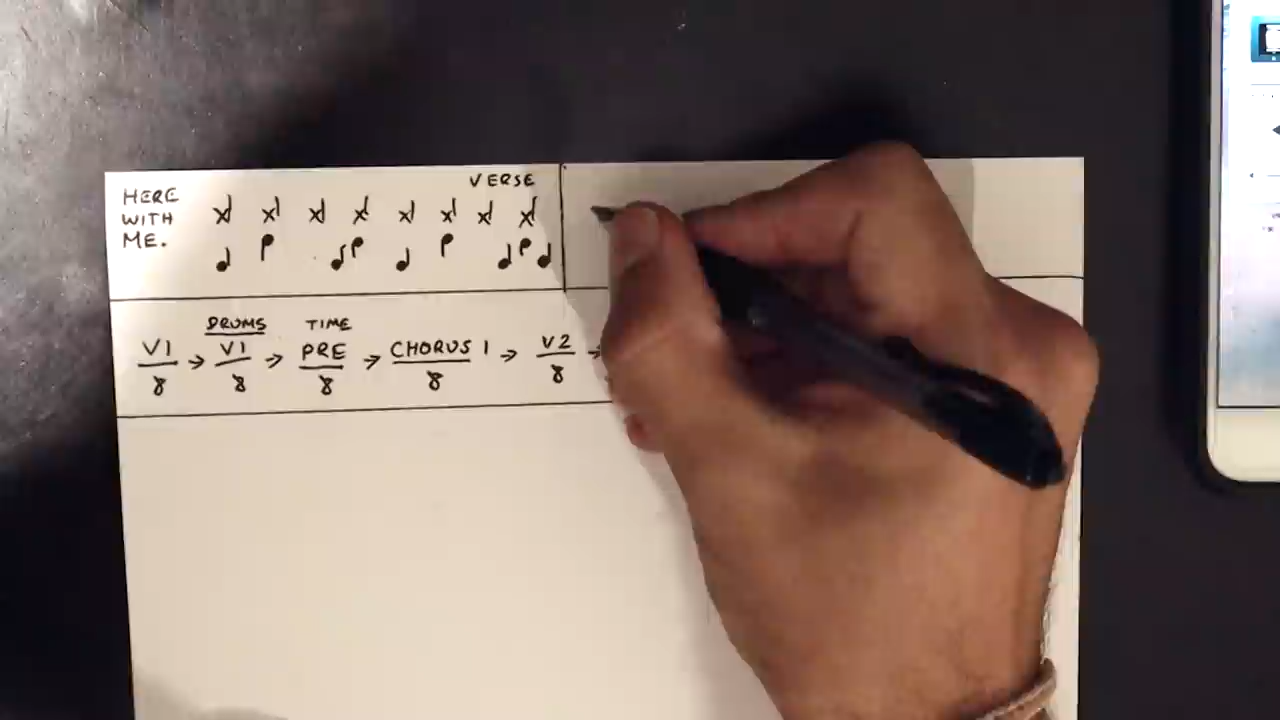 VERSE
HERE
WITH
ME.
DRUMS TIME
V1 → V1 → PRE → CHORUS 1 → V2 →
8 8 8 8 8